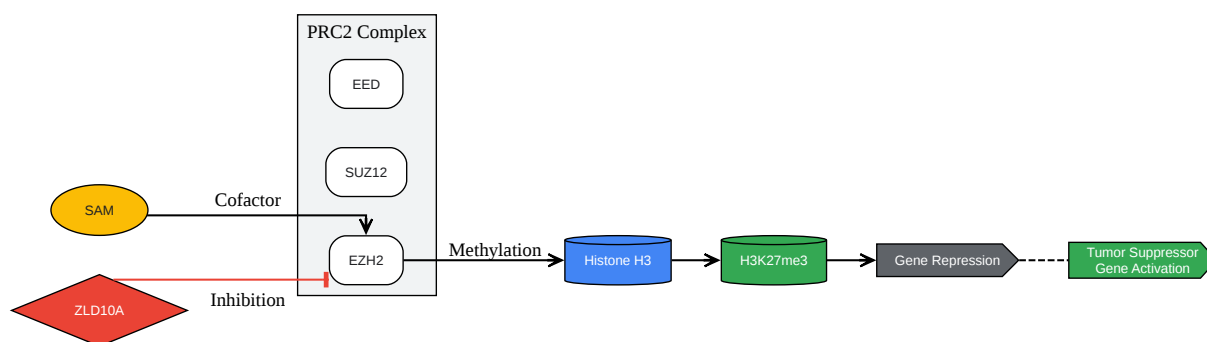 PRC2 Complex
EED
SUZ12
Cofactor
SAM
EZH2
Methylation
Histone H3
H3K27me3
Gene Repression
Tumor Suppressor
Gene Activation
Inhibition
ZLD10A